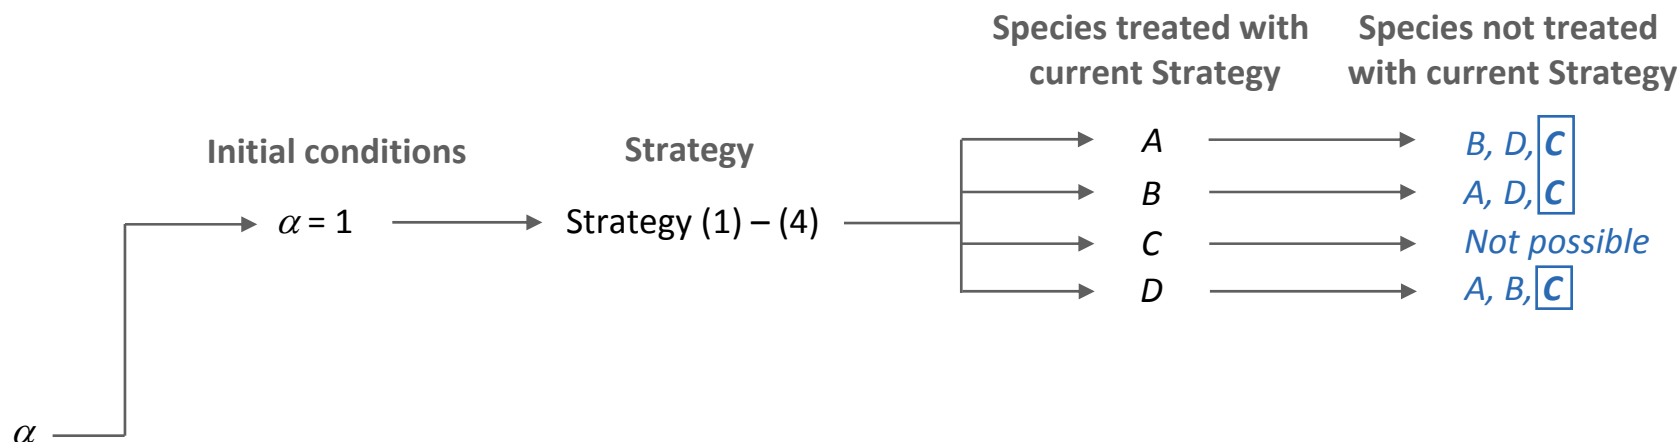 Species treated with current Strategy
Species not treated with current Strategy
Initial conditions
Strategy
α = 1
Strategy (1) – (4)
A
B, D, C
B
A, D, C
C
Not possible
D
A, B, C
α